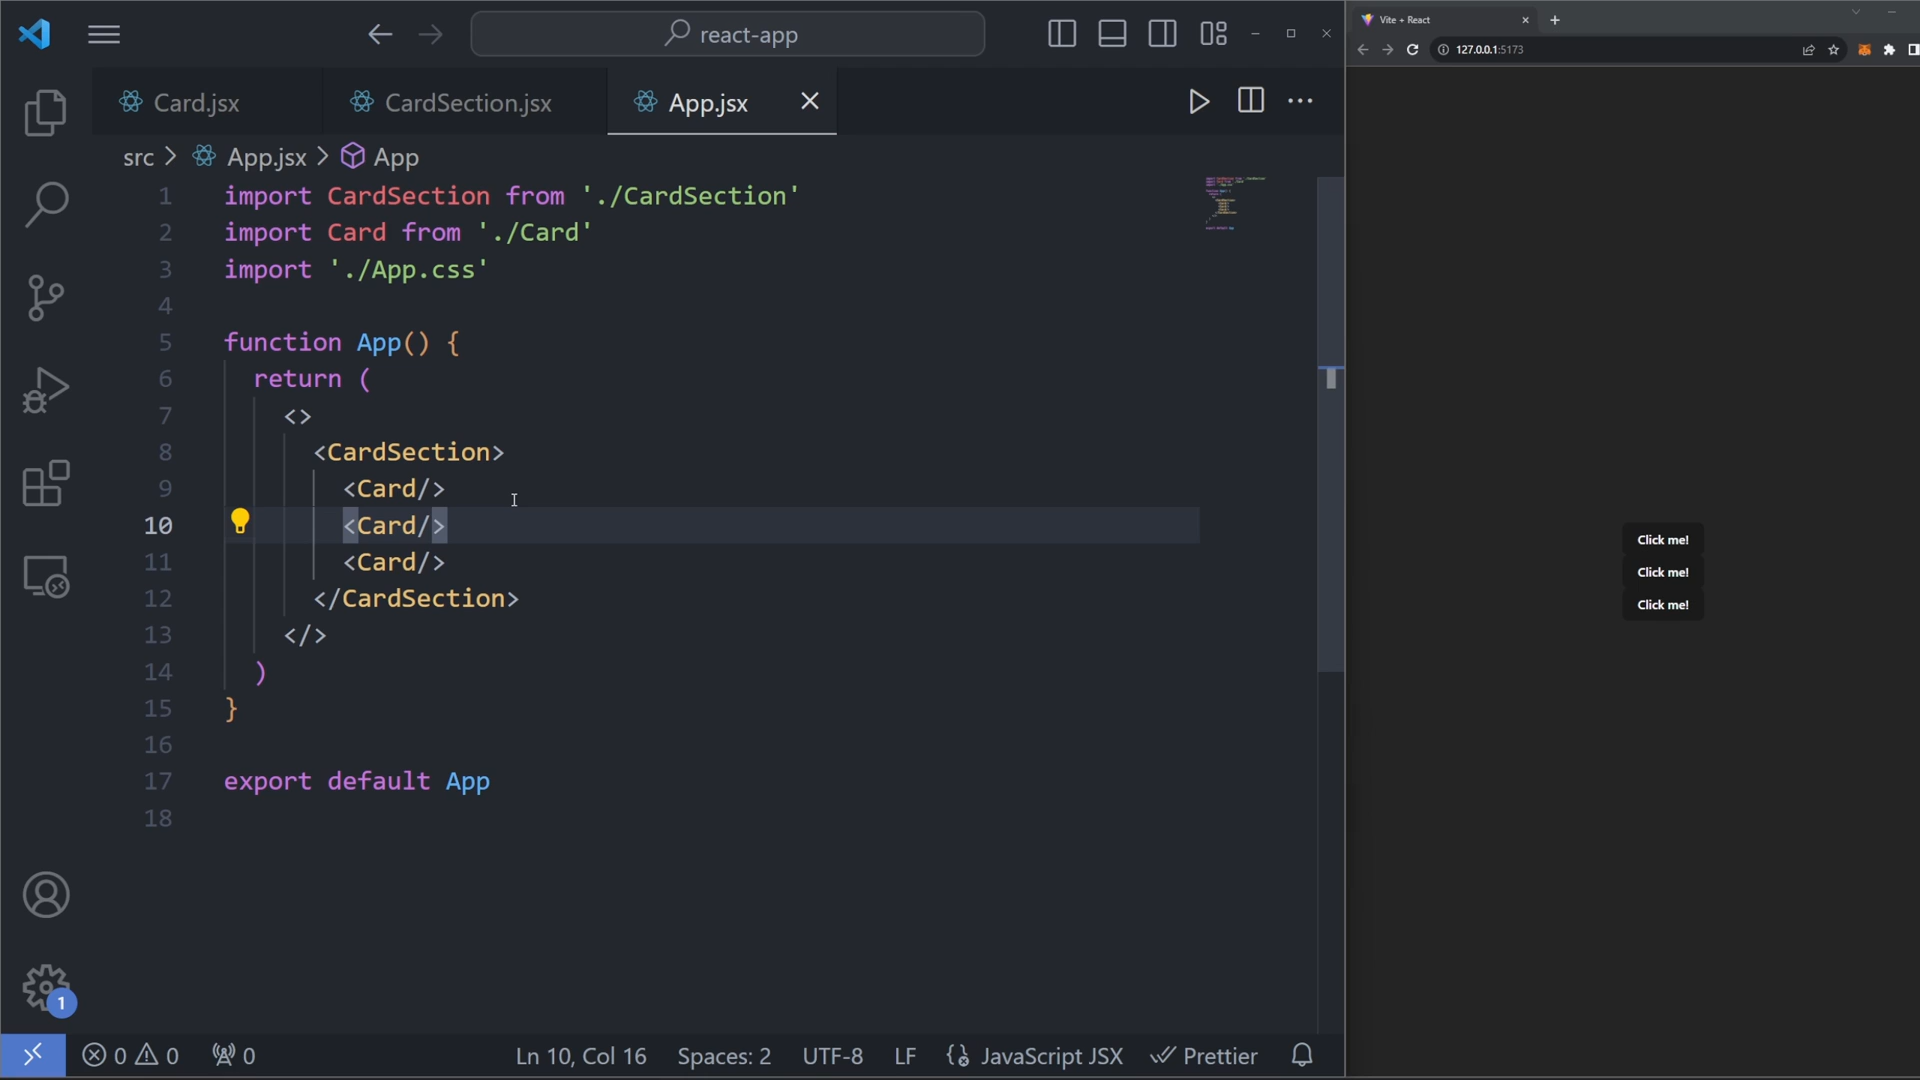 react-app
Card.jsx
CardSection.jsx
App.jsx
src > App.jsx > App
1 import CardSection from './CardSection'
2 import Card from './Card'
3 import './App.css'
4
5 function App() {
6 return (
7 <>
8 <CardSection>
9 <Card/>
10 <Card/>
11 <Card/>
12 </CardSection>
13 </>
14 )
15 }
16
17 export default App
18
1
0 0 0
Ln 10, Col 16
Spaces: 2
UTF-8
LF
JavaScript JSX
Prettier
Vite + React
127.0.0.1:5173
Click me!
Click me!
Click me!